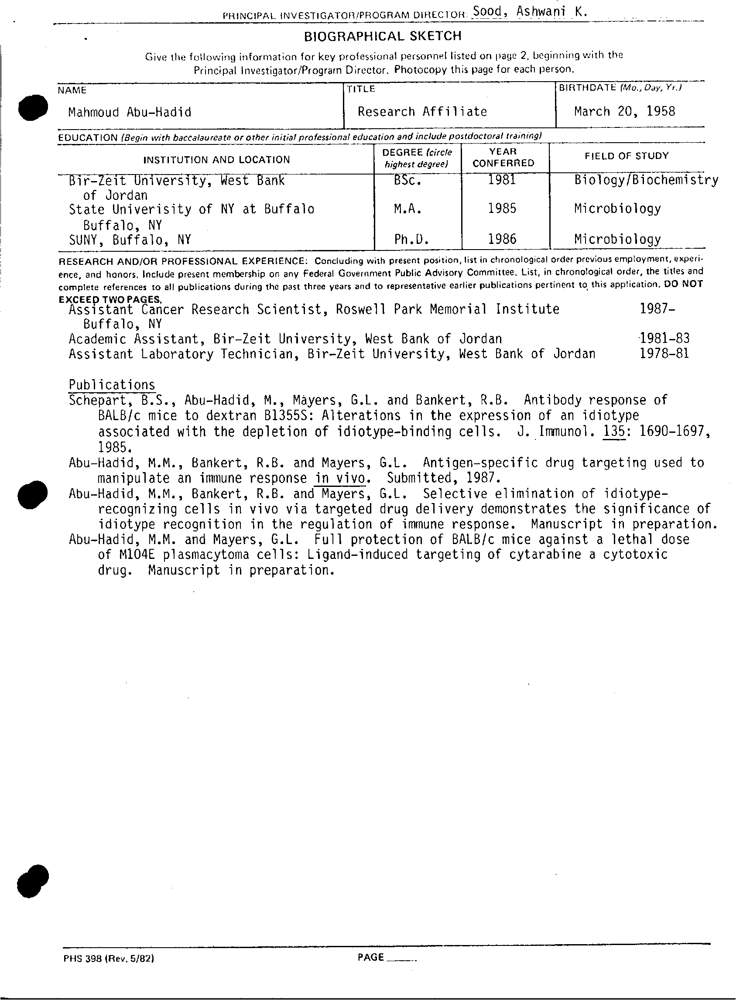 PRINCIPAL INVESTIGATOR/PROGRAM DIRECTOR: Sood, Ashwani K.
BIOGRAPHICAL SKETCH
Give the following information for key professional personnel listed on page 2, beginning with the
Principal Investigator/Program Director. Photocopy this page for each person.
NAME TITLE BIRTHDATE (Mo., Day, Yr.)
Mahmoud Abu-Hadid Research Affiliate March 20, 1958
EDUCATION (Begin with baccalaureate or other initial professional education and include postdoctoral training)
INSTITUTION AND LOCATION DEGREE (circle highest degree) YEAR CONFERRED FIELD OF STUDY
Bir-Zeit University, West Bank BSc. 1981 Biology/Biochemistry
of Jordan
State Univerisity of NY at Buffalo M.A. 1985 Microbiology
Buffalo, NY
SUNY, Buffalo, NY Ph.D. 1986 Microbiology
RESEARCH AND/OR PROFESSIONAL EXPERIENCE: Concluding with present position, list in chronological order previous employment, experi-
ence, and honors. Include present membership on any Federal Government Public Advisory Committee. List, in chronological order, the titles and
complete references to all publications during the past three years and to representative earlier publications pertinent to this application. DO NOT
EXCEED TWO PAGES.
Assistant Cancer Research Scientist, Roswell Park Memorial Institute 1987-
Buffalo, NY
Academic Assistant, Bir-Zeit University, West Bank of Jordan 1981-83
Assistant Laboratory Technician, Bir-Zeit University, West Bank of Jordan 1978-81
Publications
Schepart, B.S., Abu-Hadid, M., Mayers, G.L. and Bankert, R.B. Antibody response of
BALB/c mice to dextran B1355S: Alterations in the expression of an idiotype
associated with the depletion of idiotype-binding cells. J. Immunol. 135: 1690-1697,
1985.
Abu-Hadid, M.M., Bankert, R.B. and Mayers, G.L. Antigen-specific drug targeting used to
manipulate an immune response in vivo. Submitted, 1987.
Abu-Hadid, M.M., Bankert, R.B. and Mayers, G.L. Selective elimination of idiotype-
recognizing cells in vivo via targeted drug delivery demonstrates the significance of
idiotype recognition in the regulation of immune response. Manuscript in preparation.
Abu-Hadid, M.M. and Mayers, G.L. Full protection of BALB/c mice against a lethal dose
of M104E plasmacytoma cells: Ligand-induced targeting of cytarabine a cytotoxic
drug. Manuscript in preparation.
PHS 398 (Rev. 5/82) PAGE